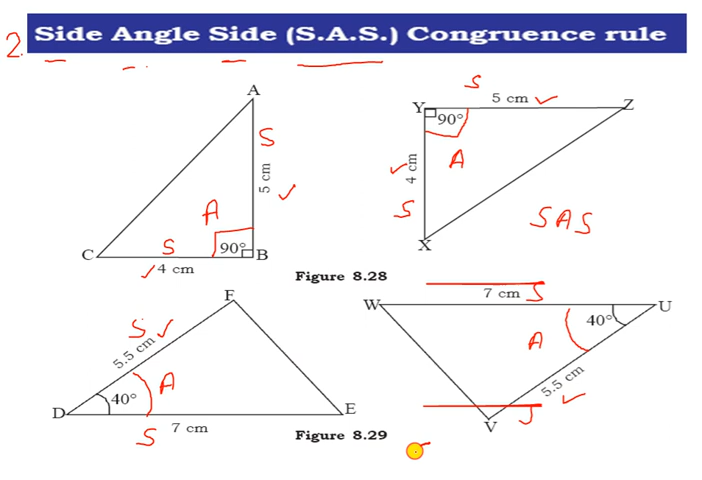 2. Side Angle Side (S.A.S.) Congruence rule
A
S
5 cm
A
S
90°
C
B
4 cm
S
5 cm
Y
Z
90°
4 cm
A
S
SAS
X
Figure 8.28
F
S
5.5 cm
A
40°
D
E
S
7 cm
W
7 cm
S
U
40°
A
5.5 cm
S
V
Figure 8.29